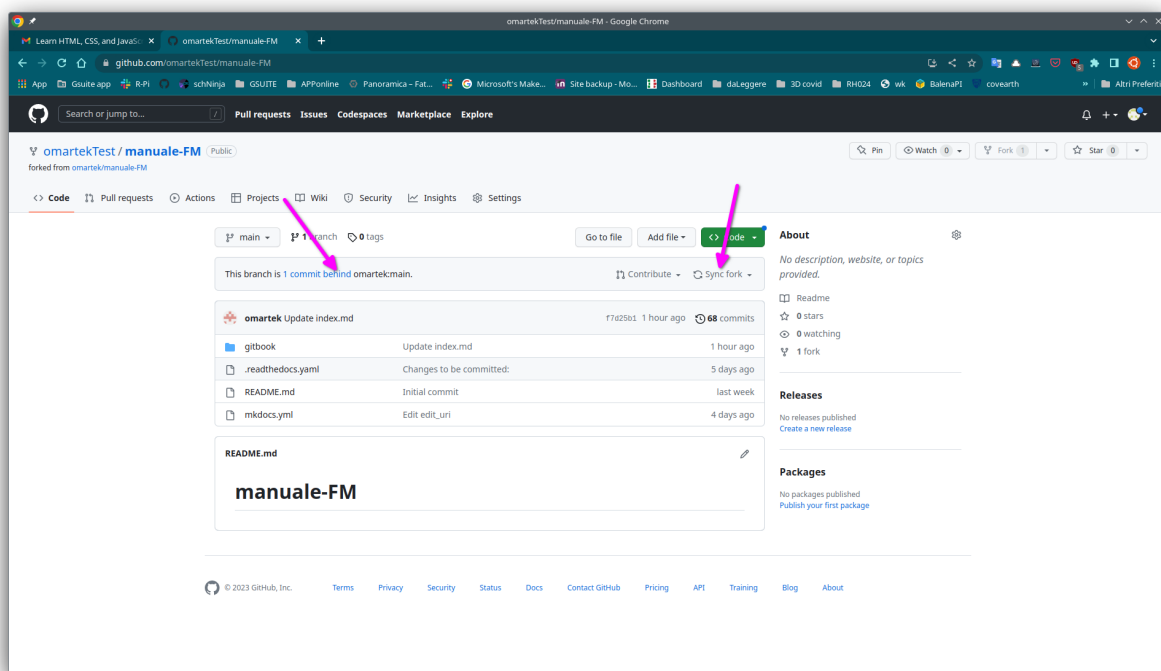 omartekTest/manuale-FM - Google Chrome
Learn HTML, CSS, and JavaSc
omartekTest/manuale-FM
github.com/omartekTest/manuale-FM
App Gsuite app R-Pi schNinja GSUITE APPonline Panoramica – Fat... Microsoft's Make... Site backup - Mo... Dashboard daLeggere 3D covid RH024 wk BalenaPI covearth » Altri Preferiti
Search or jump to... / Pull requests Issues Codespaces Marketplace Explore
omartekTest / manuale-FM Public
Pin Watch 0 Fork 1 Star 0
forked from omartek/manuale-FM
Code Pull requests Actions Projects Wiki Security Insights Settings
main 1 branch 0 tags Go to file Add file Code
This branch is 1 commit behind omartek:main. Contribute Sync fork
omartek Update index.md f7d25b1 1 hour ago 68 commits
gitbook Update index.md 1 hour ago
.readthedocs.yaml Changes to be committed: 5 days ago
README.md Initial commit last week
mkdocs.yml Edit edit_uri 4 days ago
README.md
manuale-FM
About
No description, website, or topics
provided.
Readme
0 stars
0 watching
1 fork
Releases
No releases published
Create a new release
Packages
No packages published
Publish your first package
© 2023 GitHub, Inc. Terms Privacy Security Status Docs Contact GitHub Pricing API Training Blog About